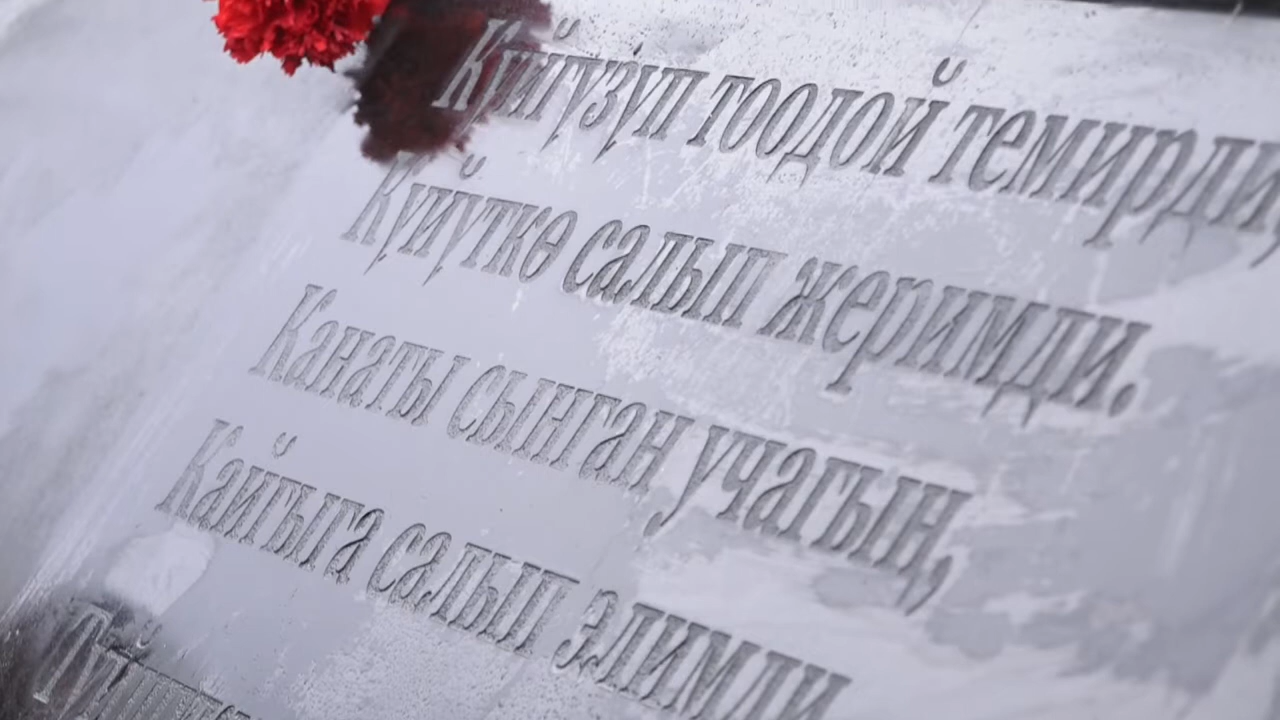 Күйгүзүп тоодой темирди,
Күйүткө салып жеримди.
Канаты сынган учагың,
Кайгыга салып элимди